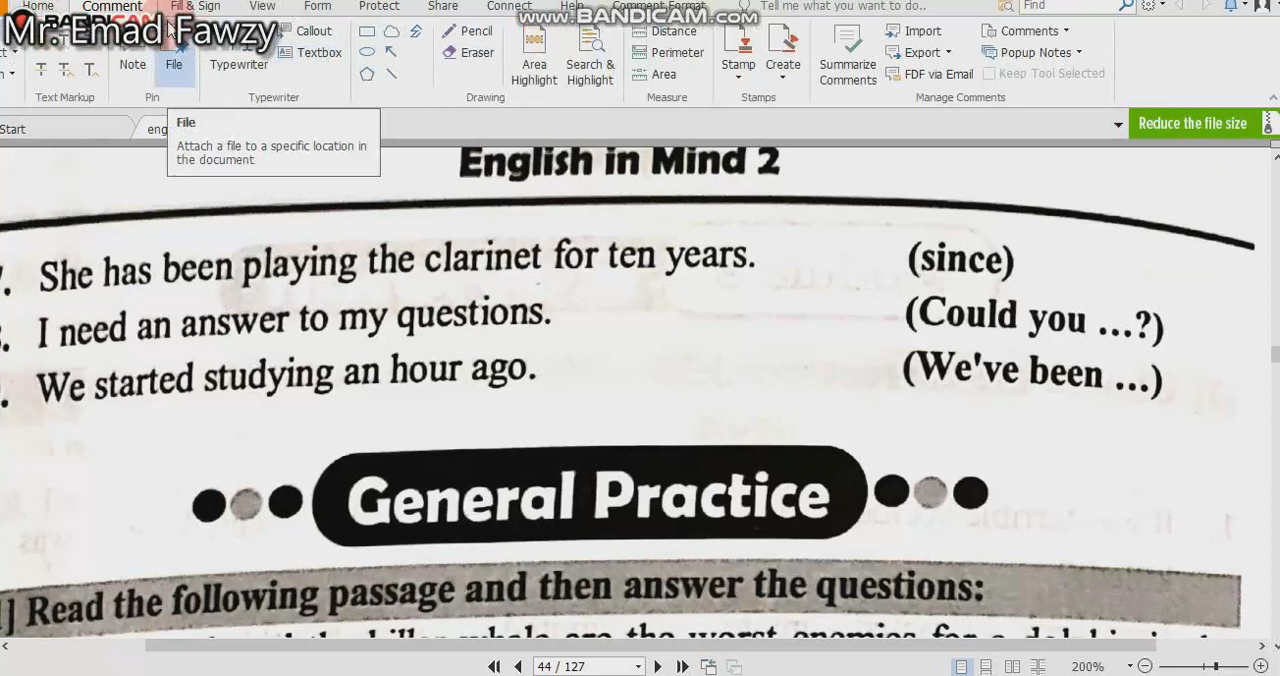 Home Comment Fill & Sign View Form Protect Share Connect Help Comment Format Tell me what you want to do.. Find
www.BANDICAM.com
BANDICAM
Mr. Emad Fawzy
Callout Pencil Distance Import Comments
Note File Typewriter Textbox Eraser Area Highlight Search & Highlight Perimeter Stamp Create Summarize Comments Export Popup Notes
Area FDF via Email Keep Tool Selected
Text Markup Pin Typewriter Drawing Measure Stamps Manage Comments
Start eng Reduce the file size
File
Attach a file to a specific location in
the document
English in Mind 2
She has been playing the clarinet for ten years. (since)
I need an answer to my questions. (Could you ...?)
We started studying an hour ago. (We've been ...)
General Practice
] Read the following passage and then answer the questions:
44 / 127 200%